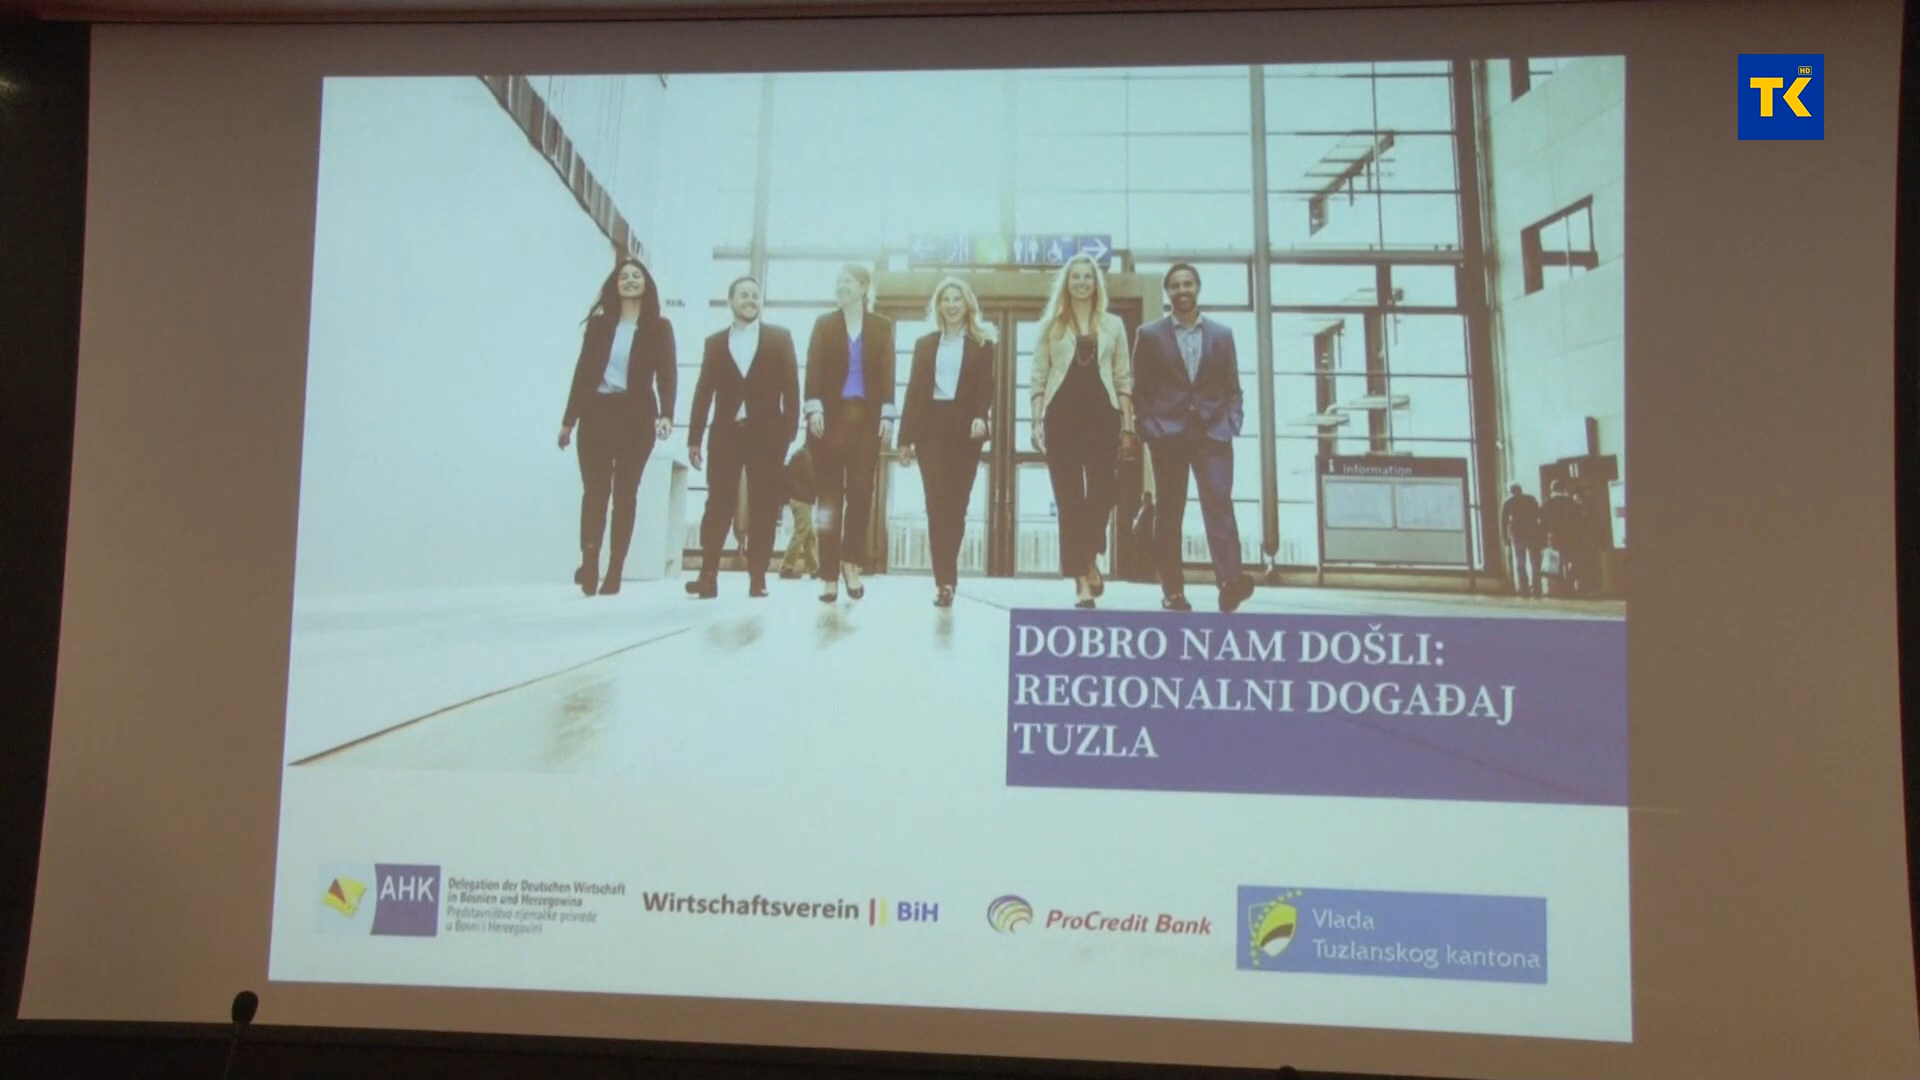 TK HD
i Information
DOBRO NAM DOŠLI:
REGIONALNI DOGAĐAJ
TUZLA
AHK
Delegation der Deutschen Wirtschaft
in Bosnien und Herzegowina
Predstavništvo njemačke privrede
u Bosni i Hercegovini
Wirtschaftsverein BiH
ProCredit Bank
Vlada
Tuzlanskog kantona